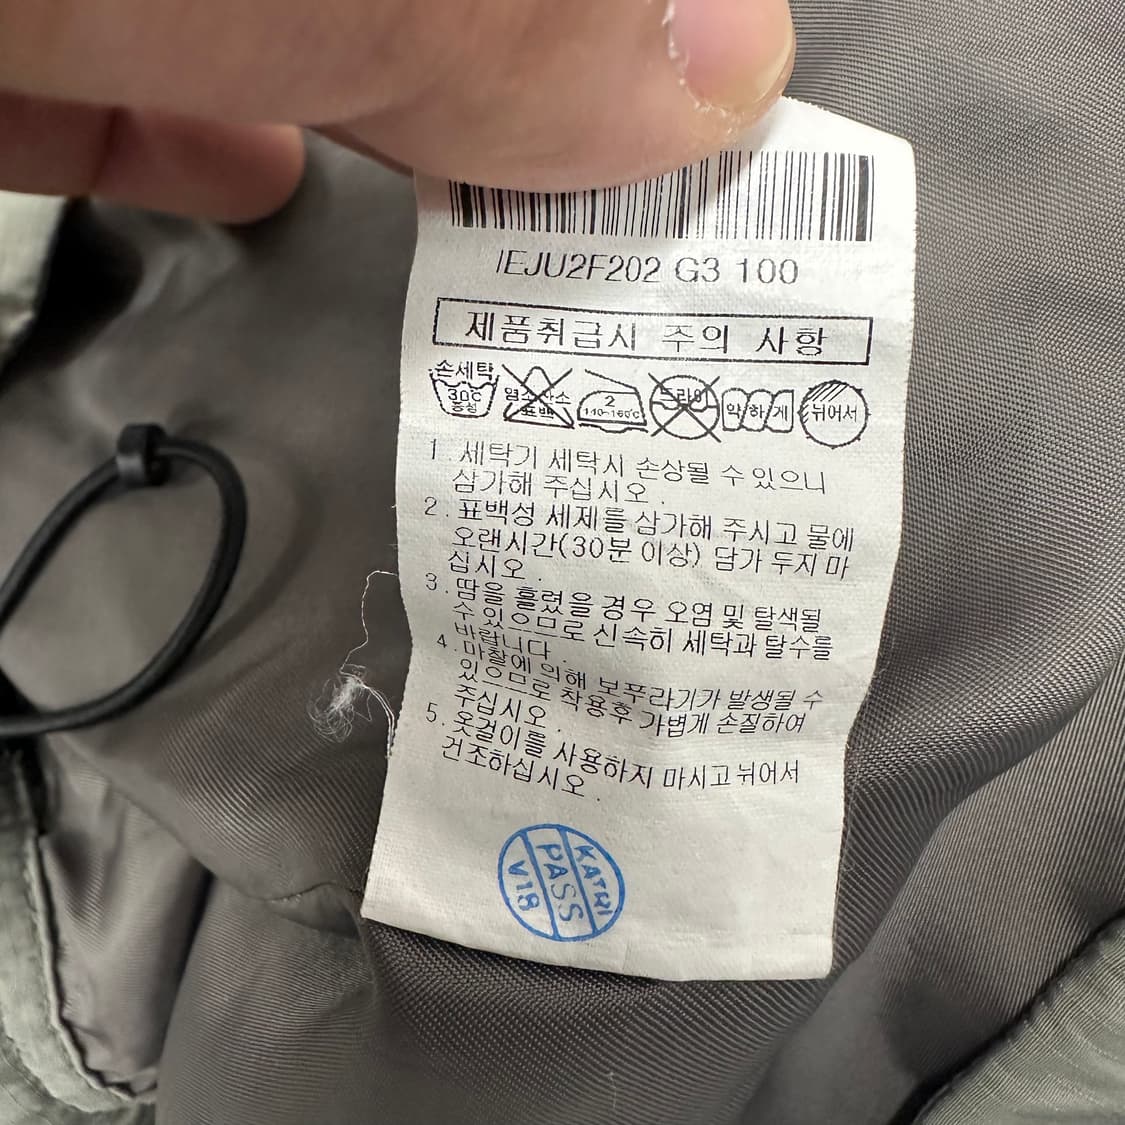 IEJU2F202 G3 100
제품취급시 주의 사항
손세탁 30℃ 중성
염소산소 표백
2 140~160℃
드라이
약하게
뉘어서
1. 세탁기 세탁시 손상될 수 있으니
삼가해 주십시오.
2. 표백성 세제를 삼가해 주시고 물에
오랜시간(30분 이상) 담가 두지 마
십시오.
3. 땀을 흘렸을 경우 오염 및 탈색될
수 있으므로 신속히 세탁과 탈수를
바랍니다.
4. 마찰에 의해 보푸라기가 발생될 수
있으므로 착용후 가볍게 손질하여
주십시오.
5. 옷걸이를 사용하지 마시고 뉘어서
건조하십시오.
KATRI
PASS
V18